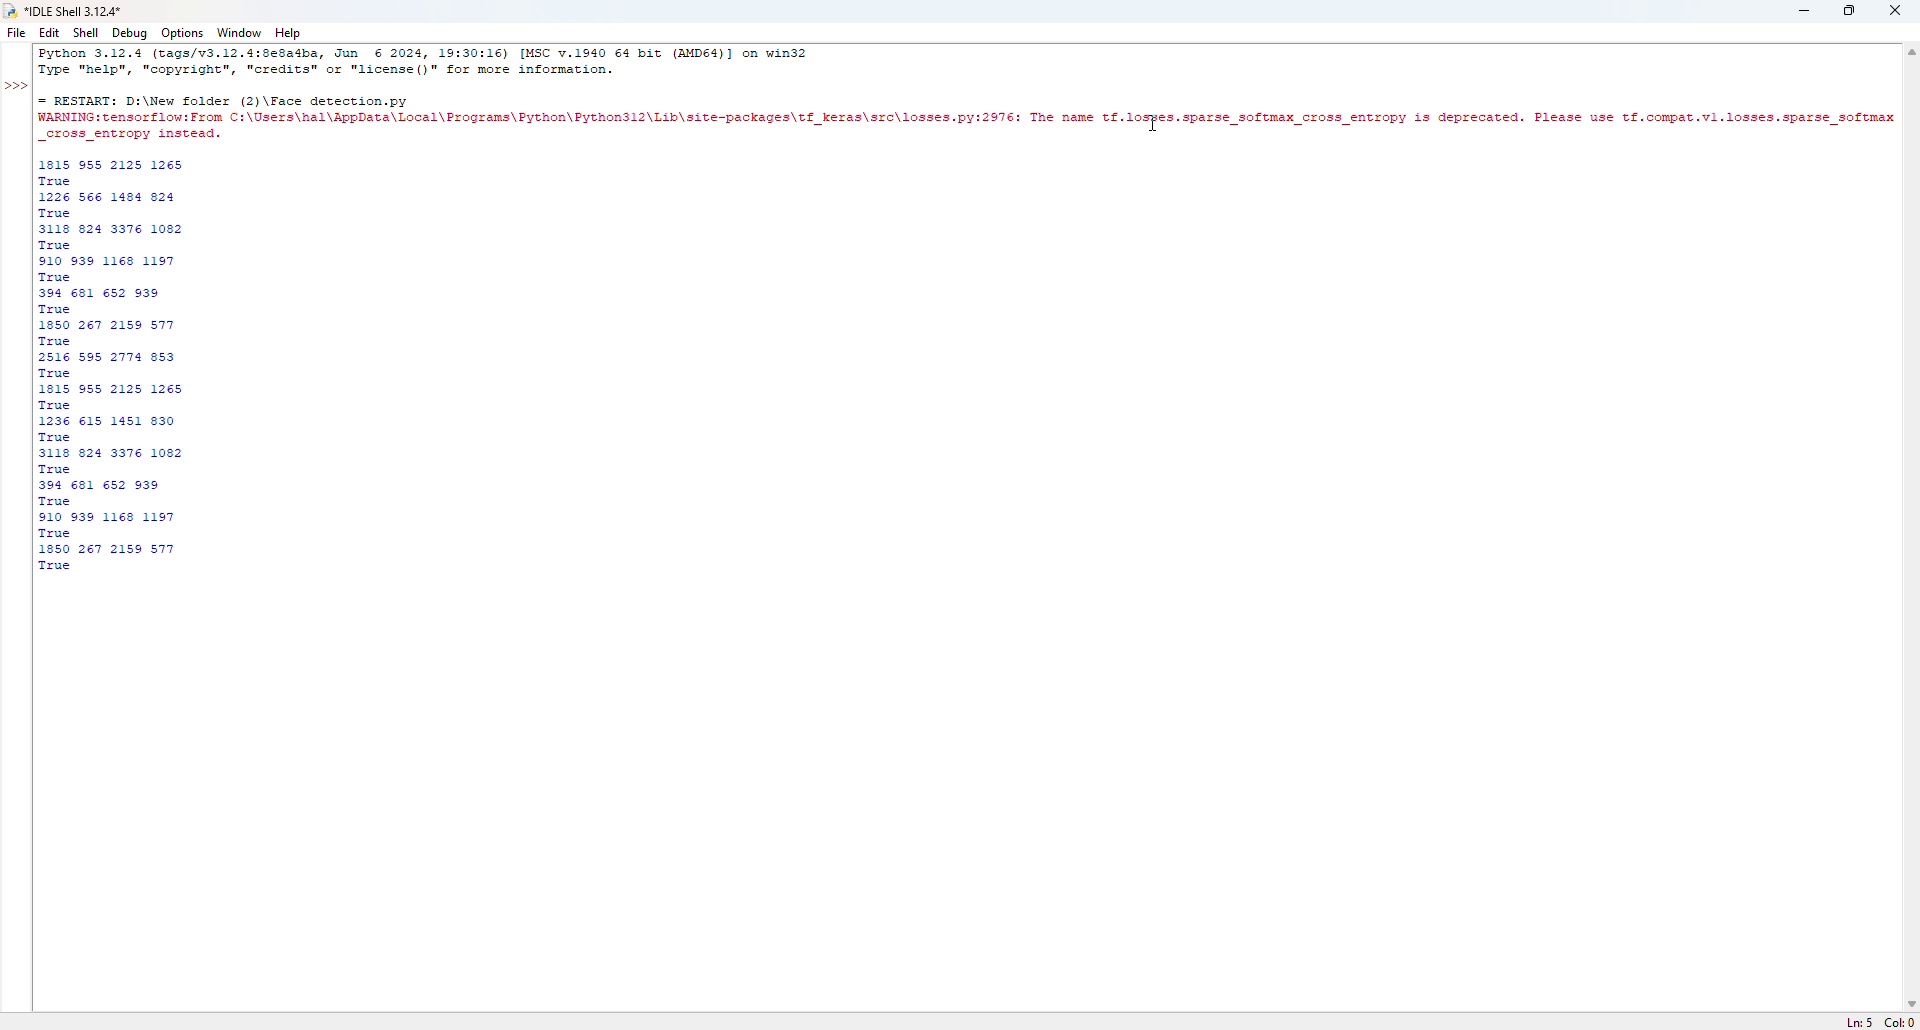 *IDLE Shell 3.12.4*
File Edit Shell Debug Options Window Help
Python 3.12.4 (tags/v3.12.4:8e8a4ba, Jun  6 2024, 19:30:16) [MSC v.1940 64 bit (AMD64)] on win32
Type "help", "copyright", "credits" or "license()" for more information.
>>>
= RESTART: D:\New folder (2)\Face detection.py
WARNING:tensorflow:From C:\Users\hal\AppData\Local\Programs\Python\Python312\Lib\site-packages\tf_keras\src\losses.py:2976: The name tf.losses.sparse_softmax_cross_entropy is deprecated. Please use tf.compat.v1.losses.sparse_softmax
_cross_entropy instead.
1815 955 2125 1265
True
1226 566 1484 824
True
3118 824 3376 1082
True
910 939 1168 1197
True
394 681 652 939
True
1850 267 2159 577
True
2516 595 2774 853
True
1815 955 2125 1265
True
1236 615 1451 830
True
3118 824 3376 1082
True
394 681 652 939
True
910 939 1168 1197
True
1850 267 2159 577
True
Ln: 5 Col: 0